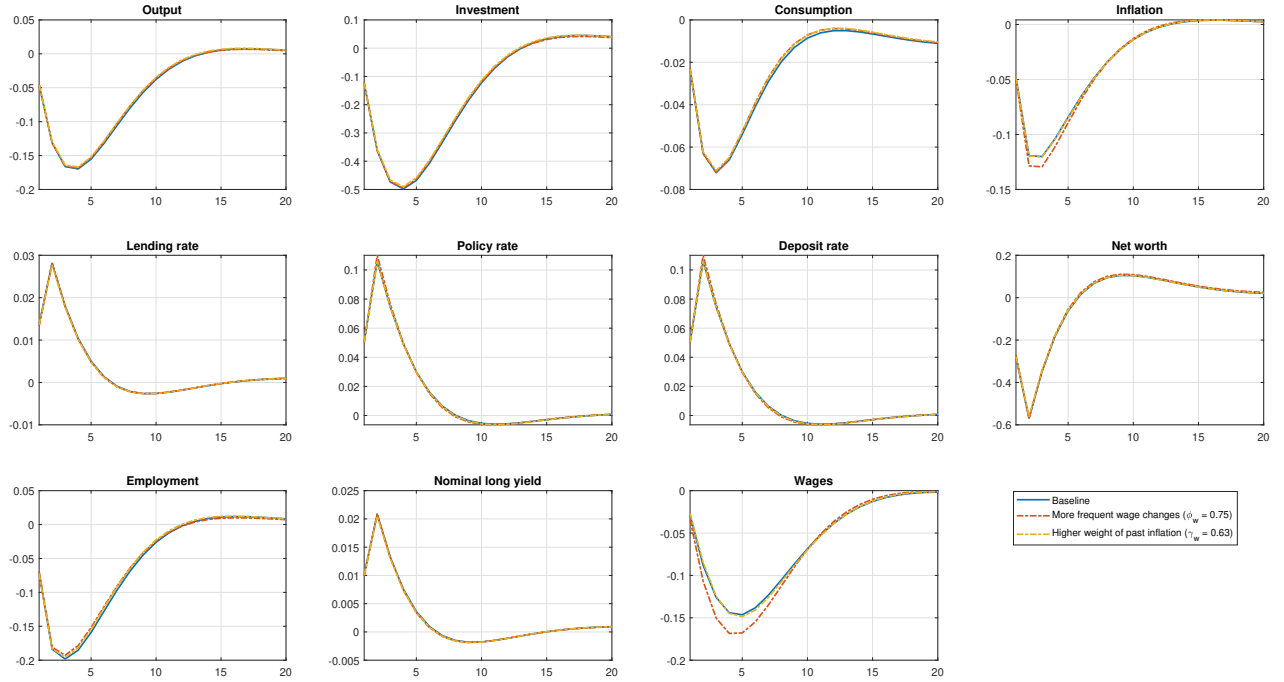 Output
0.05
0
-0.05
-0.1
-0.15
-0.2
5 10 15 20
Investment
0.1
0
-0.1
-0.2
-0.3
-0.4
-0.5
5 10 15 20
Consumption
0
-0.02
-0.04
-0.06
-0.08
5 10 15 20
Inflation
0
-0.05
-0.1
-0.15
5 10 15 20
Lending rate
0.03
0.02
0.01
0
-0.01
5 10 15 20
Policy rate
0.1
0.08
0.06
0.04
0.02
0
5 10 15 20
Deposit rate
0.1
0.08
0.06
0.04
0.02
0
5 10 15 20
Net worth
0.2
0
-0.2
-0.4
-0.6
5 10 15 20
Employment
0.05
0
-0.05
-0.1
-0.15
-0.2
5 10 15 20
Nominal long yield
0.025
0.02
0.015
0.01
0.005
0
-0.005
5 10 15 20
Wages
0
-0.05
-0.1
-0.15
-0.2
5 10 15 20
Baseline
More frequent wage changes (ϕ_w = 0.75)
Higher weight of past inflation (γ_w = 0.63)